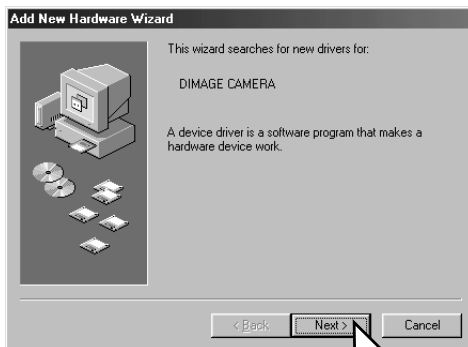 Add New Hardware Wizard
This wizard searches for new drivers for:
DIMAGE CAMERA
A device driver is a software program that makes a
hardware device work.
< Back
Next >
Cancel